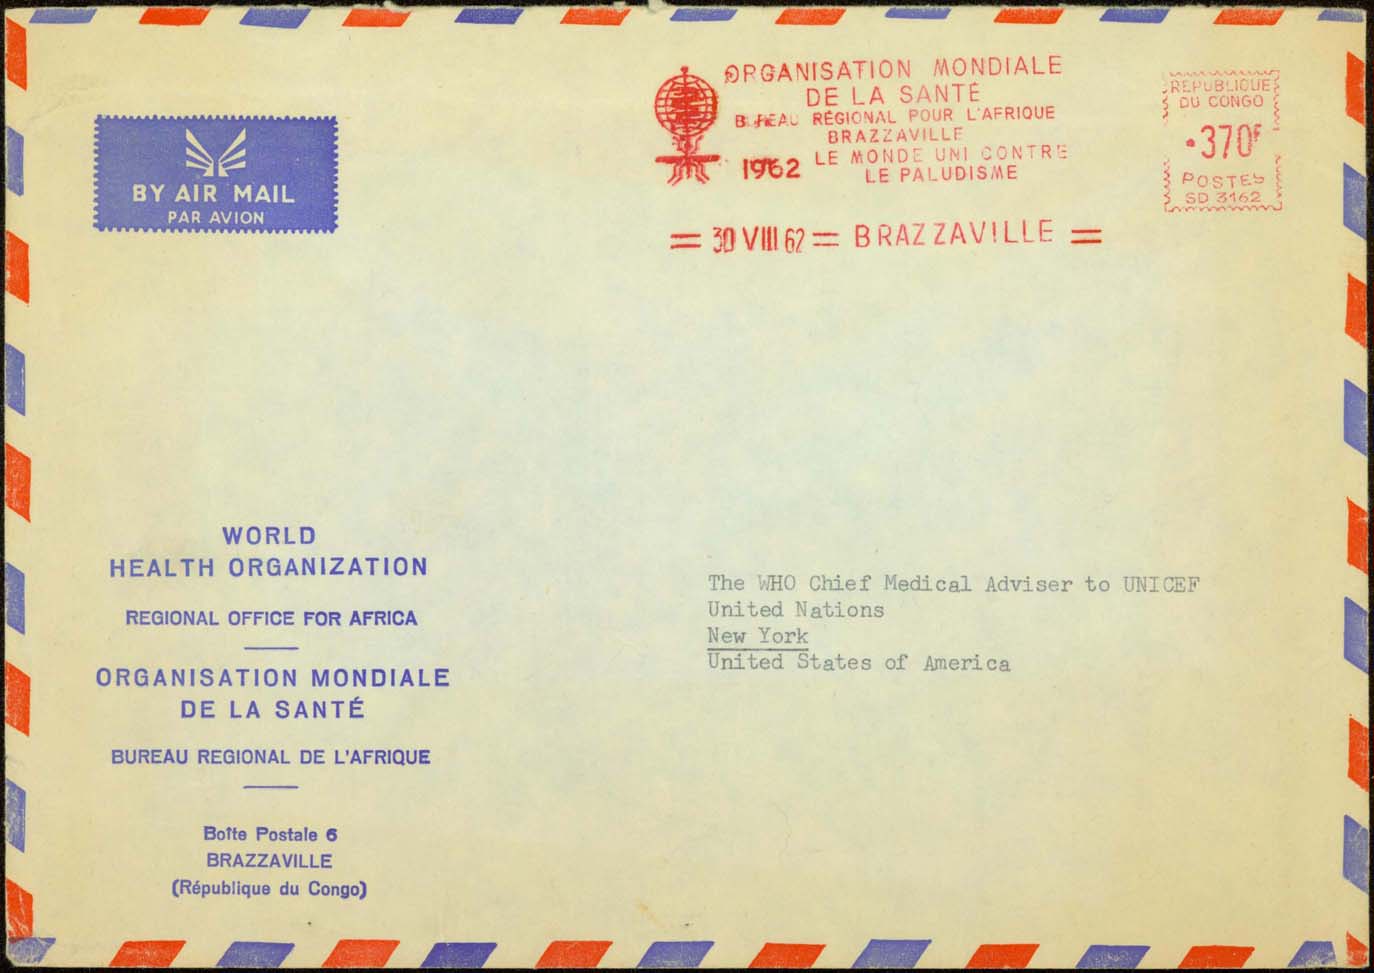 BY AIR MAIL
PAR AVION
ORGANISATION MONDIALE
DE LA SANTÉ
BUREAU RÉGIONAL POUR L'AFRIQUE
BRAZZAVILLE
1962
LE MONDE UNI CONTRE
LE PALUDISME
= 30 VIII 62 = BRAZZAVILLE =
REPUBLIQUE
DU CONGO
•370F
POSTES
SD 3162
WORLD
HEALTH ORGANIZATION
REGIONAL OFFICE FOR AFRICA
ORGANISATION MONDIALE
DE LA SANTÉ
BUREAU REGIONAL DE L'AFRIQUE
Boîte Postale 6
BRAZZAVILLE
(République du Congo)
The WHO Chief Medical Adviser to UNICEF
United Nations
New York
United States of America